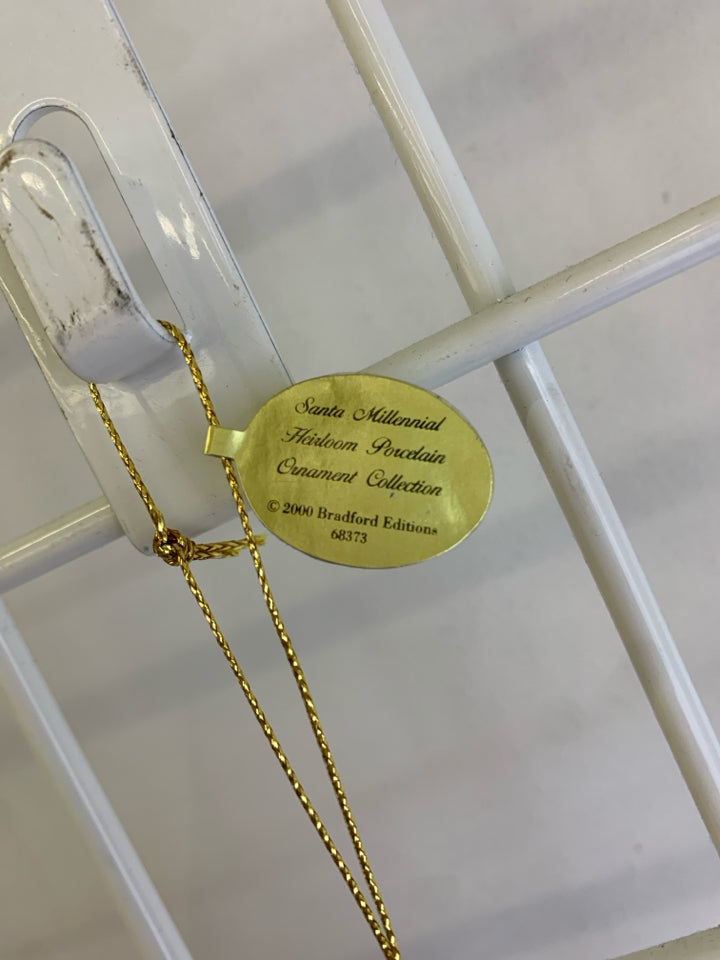 Santa Millennial
Heirloom Porcelain
Ornament Collection
© 2000 Bradford Editions
68373